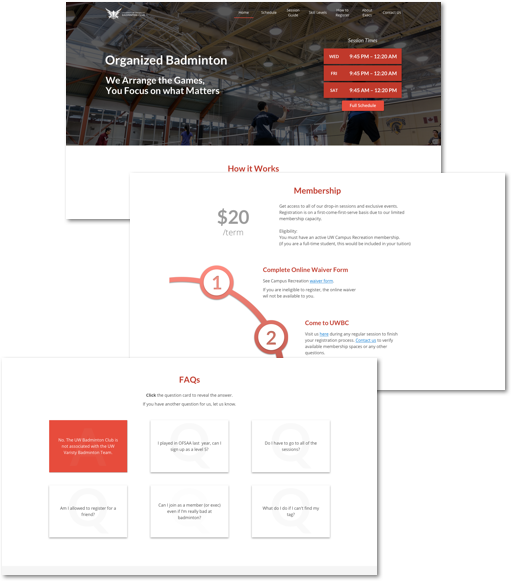 Home
Schedule
Session
Guide
Skill Levels
How to
Register
About
Execs
Contact Us
Session Times
Organized Badminton
We Arrange the Games,
You Focus on what Matters
WED 9:45 PM – 12:20 AM
FRI 9:45 PM – 12:20 AM
SAT 9:45 PM – 12:20 AM
Full Schedule
How it Works
Membership
$20
/term
Get access to all of our drop-in sessions and exclusive events.
Registration is on a first-come-first-serve basis due to our limited
membership capacity.
Eligibility:
You must have an active UW Campus Recreation membership.
(If you are a full-time student, this would be included in your tuition)
1
Complete Online Waiver Form
See Campus Recreation waiver form.
If you are ineligible to register, the online waiver
will not be available to you.
2
Come to UWBC
Visit us here during any regular session to finish
your registration process. Contact us to verify
available membership spaces or any other
questions.
FAQs
Click the question card to reveal the answer.
If you have another question for us, let us know.
No. The UW Badminton Club is
not associated with the UW
Varsity Badminton Team.
I played in OFSAA last year, can I
sign up as a level 5?
Do I have to go to all of the
sessions?
Am I allowed to register for a
friend?
Can I join as a member (or exec)
even if I'm really bad at
badminton?
What do I do if I can't find my
tag?